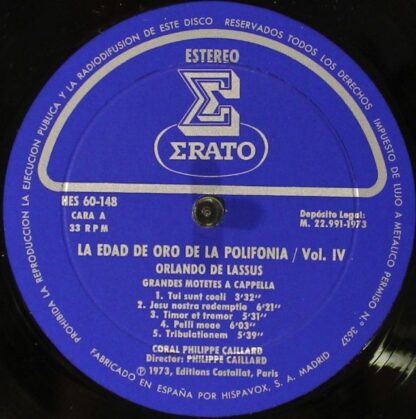 PROHIBIDA LA REPRODUCCION LA EJECUCION PUBLICA Y LA RADIODIFUSION DE ESTE DISCO
RESERVADOS TODOS LOS DERECHOS
IMPUESTO DE LUJO A METALICO PERMISO Nº 3637
ESTEREO
Σ
ΣRATO
HES 60-148
CARA A
33 RPM
Depósito Legal:
M. 22.991-1973
LA EDAD DE ORO DE LA POLIFONIA / Vol. IV
ORLANDO DE LASSUS
GRANDES MOTETES A CAPPELLA
1. Tui sunt coeli 3'32"
2. Jesu nostra redemptio 6'21"
3. Timor et tremor 5'31"
4. Pelli meae 6'03"
5. Tribulationem 5'39"
CORAL PHILIPPE CAILLARD
Director: PHILIPPE CAILLARD
© 1973, Editions Costallat, Paris
FABRICADO EN ESPAÑA POR HISPAVOX, S. A. MADRID